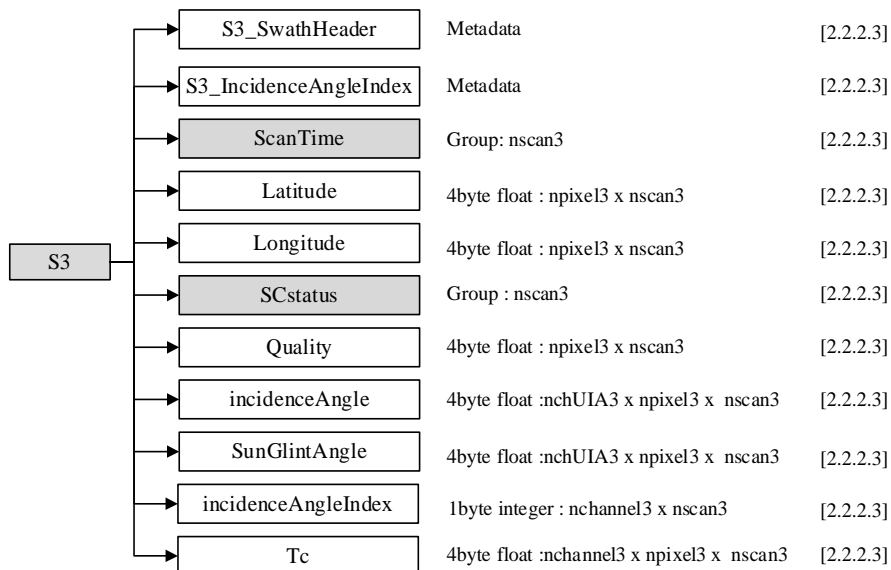 S3_SwathHeader Metadata [2.2.2.3]
S3_IncidenceAngleIndex Metadata [2.2.2.3]
ScanTime Group: nscan3 [2.2.2.3]
Latitude 4byte float : npixel3 x nscan3 [2.2.2.3]
Longitude 4byte float : npixel3 x nscan3 [2.2.2.3]
S3
SCstatus Group : nscan3 [2.2.2.3]
Quality 4byte float : npixel3 x nscan3 [2.2.2.3]
incidenceAngle 4byte float :nchUIA3 x npixel3 x nscan3 [2.2.2.3]
SunGlintAngle 4byte float :nchUIA3 x npixel3 x nscan3 [2.2.2.3]
incidenceAngleIndex 1byte integer : nchannel3 x nscan3 [2.2.2.3]
Tc 4byte float :nchannel3 x npixel3 x nscan3 [2.2.2.3]